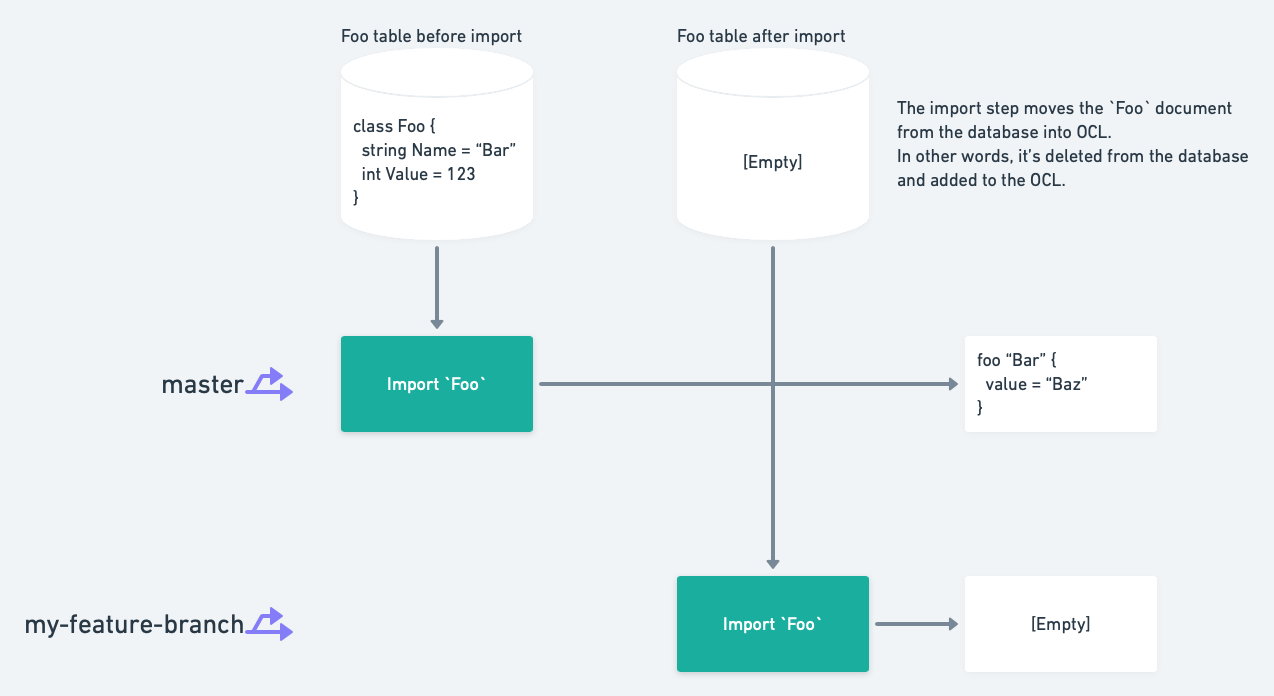 Foo table before import
Foo table after import
class Foo {
string Name = “Bar”
int Value = 123
}
[Empty]
The import step moves the `Foo` document
from the database into OCL.
In other words, it’s deleted from the database
and added to the OCL.
master
Import `Foo`
foo “Bar” {
value = “Baz”
}
my-feature-branch
Import `Foo`
[Empty]